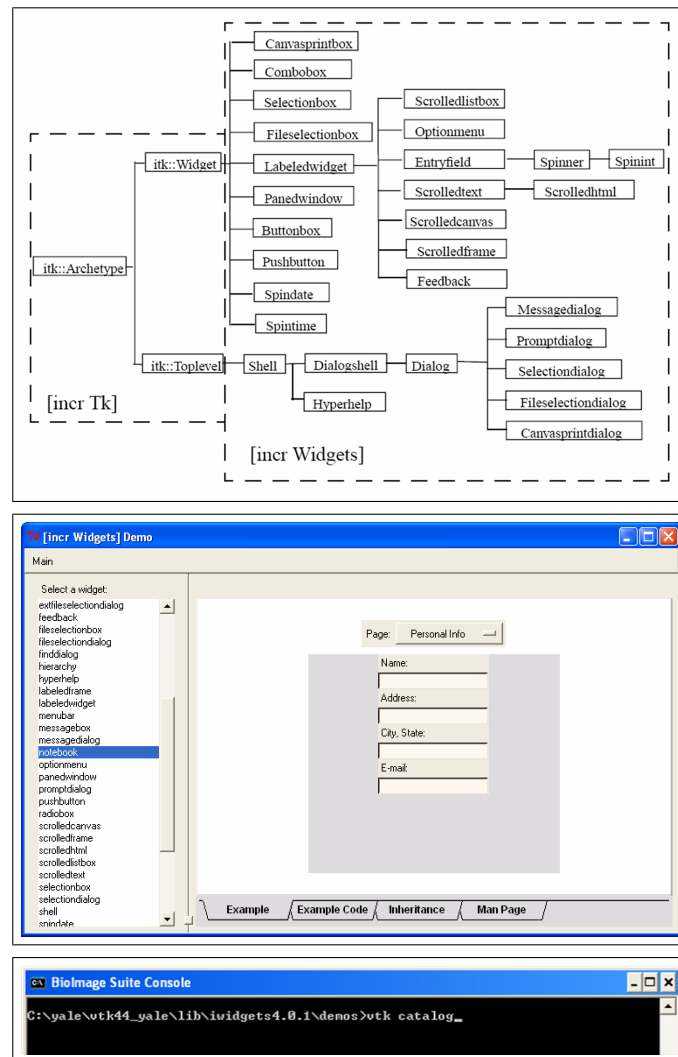 Canvasprintbox
Combobox
Selectionbox
Fileselectionbox
itk::Widget
Labeledwidget
Panedwindow
Buttonbox
Pushbutton
Spindate
Spintime
Scrolledlistbox
Optionmenu
Entryfield
Spinner
Spinint
Scrolledtext
Scrolledhtml
Scrolledcanvas
Scrolledframe
Feedback
itk::Archetype
itk::Toplevel
Shell
Dialogshell
Dialog
Hyperhelp
Messagedialog
Promptdialog
Selectiondialog
Fileselectiondialog
Canvasprintdialog
[incr Tk]
[incr Widgets]
[incr Widgets] Demo
Main
Select a widget:
extfileselectiondialog
feedback
fileselectionbox
fileselectiondialog
finddialog
hierarchy
hyperhelp
labeledframe
labeledwidget
menubar
messagebox
messagedialog
notebook
optionmenu
panedwindow
promptdialog
pushbutton
radiobox
scrolledcanvas
scrolledframe
scrolledhtml
scrolledlistbox
scrolledtext
selectionbox
selectiondialog
shell
spindate
Page: Personal Info
Name:
Address:
City, State:
E-mail:
Example Example Code Inheritance Man Page
BioImage Suite Console
C:\yale\vtk44_yale\lib\iwidgets4.0.1\demos>vtk catalog_